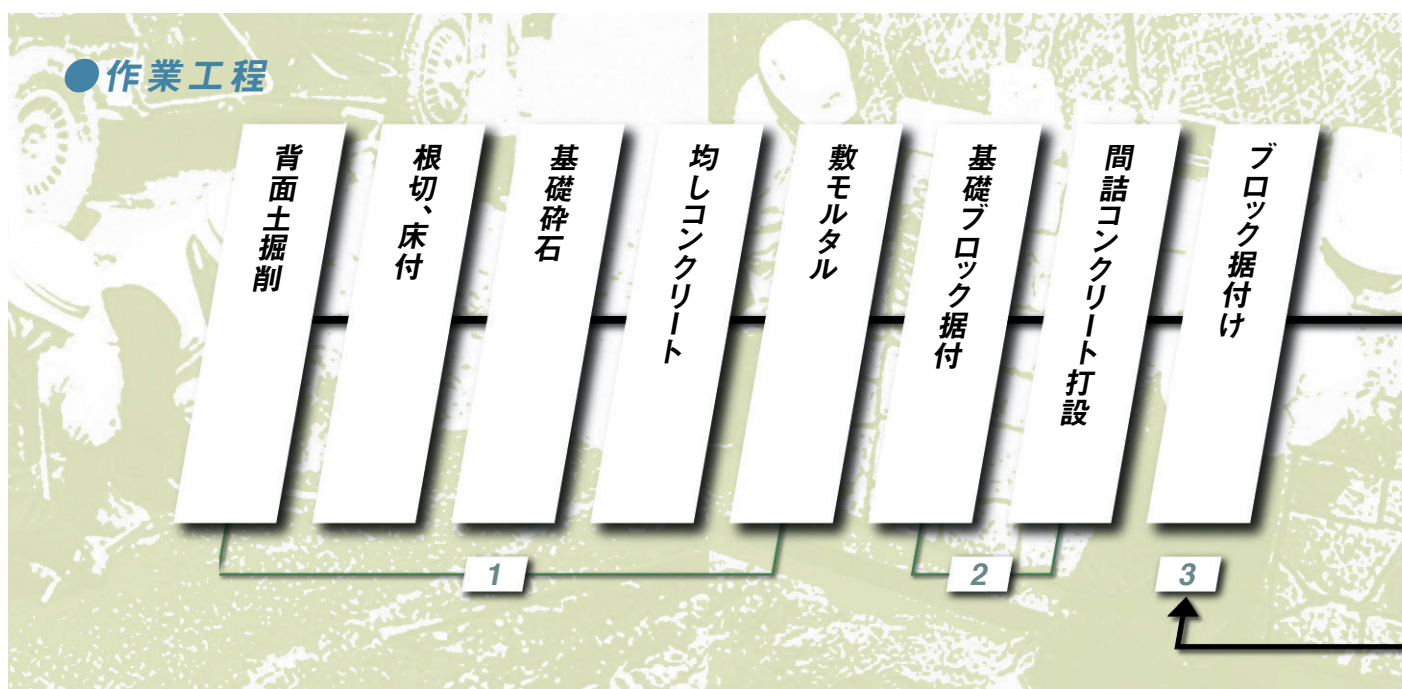 ●作業工程
背面土掘削
根切、床付
基礎砕石
均しコンクリート
敷モルタル
基礎ブロック据付
間詰コンクリート打設
ブロック据付け
1
2
3